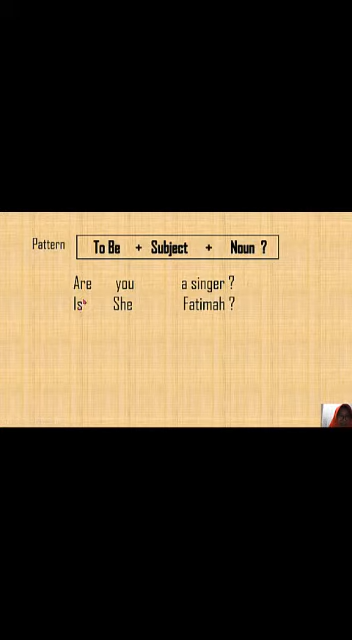 Pattern To Be + Subject + Noun ?
Are you a singer ?
Is She Fatimah ?